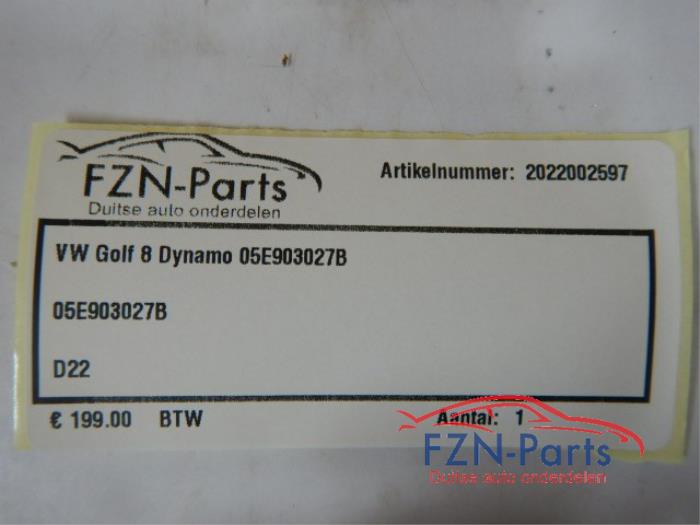 FZN-Parts
Duitse auto onderdelen
Artikelnummer: 2022002597
VW Golf 8 Dynamo 05E903027B
05E903027B
D22
€ 199.00 BTW Aantal: 1
FZN-Parts
Duitse auto onderdelen